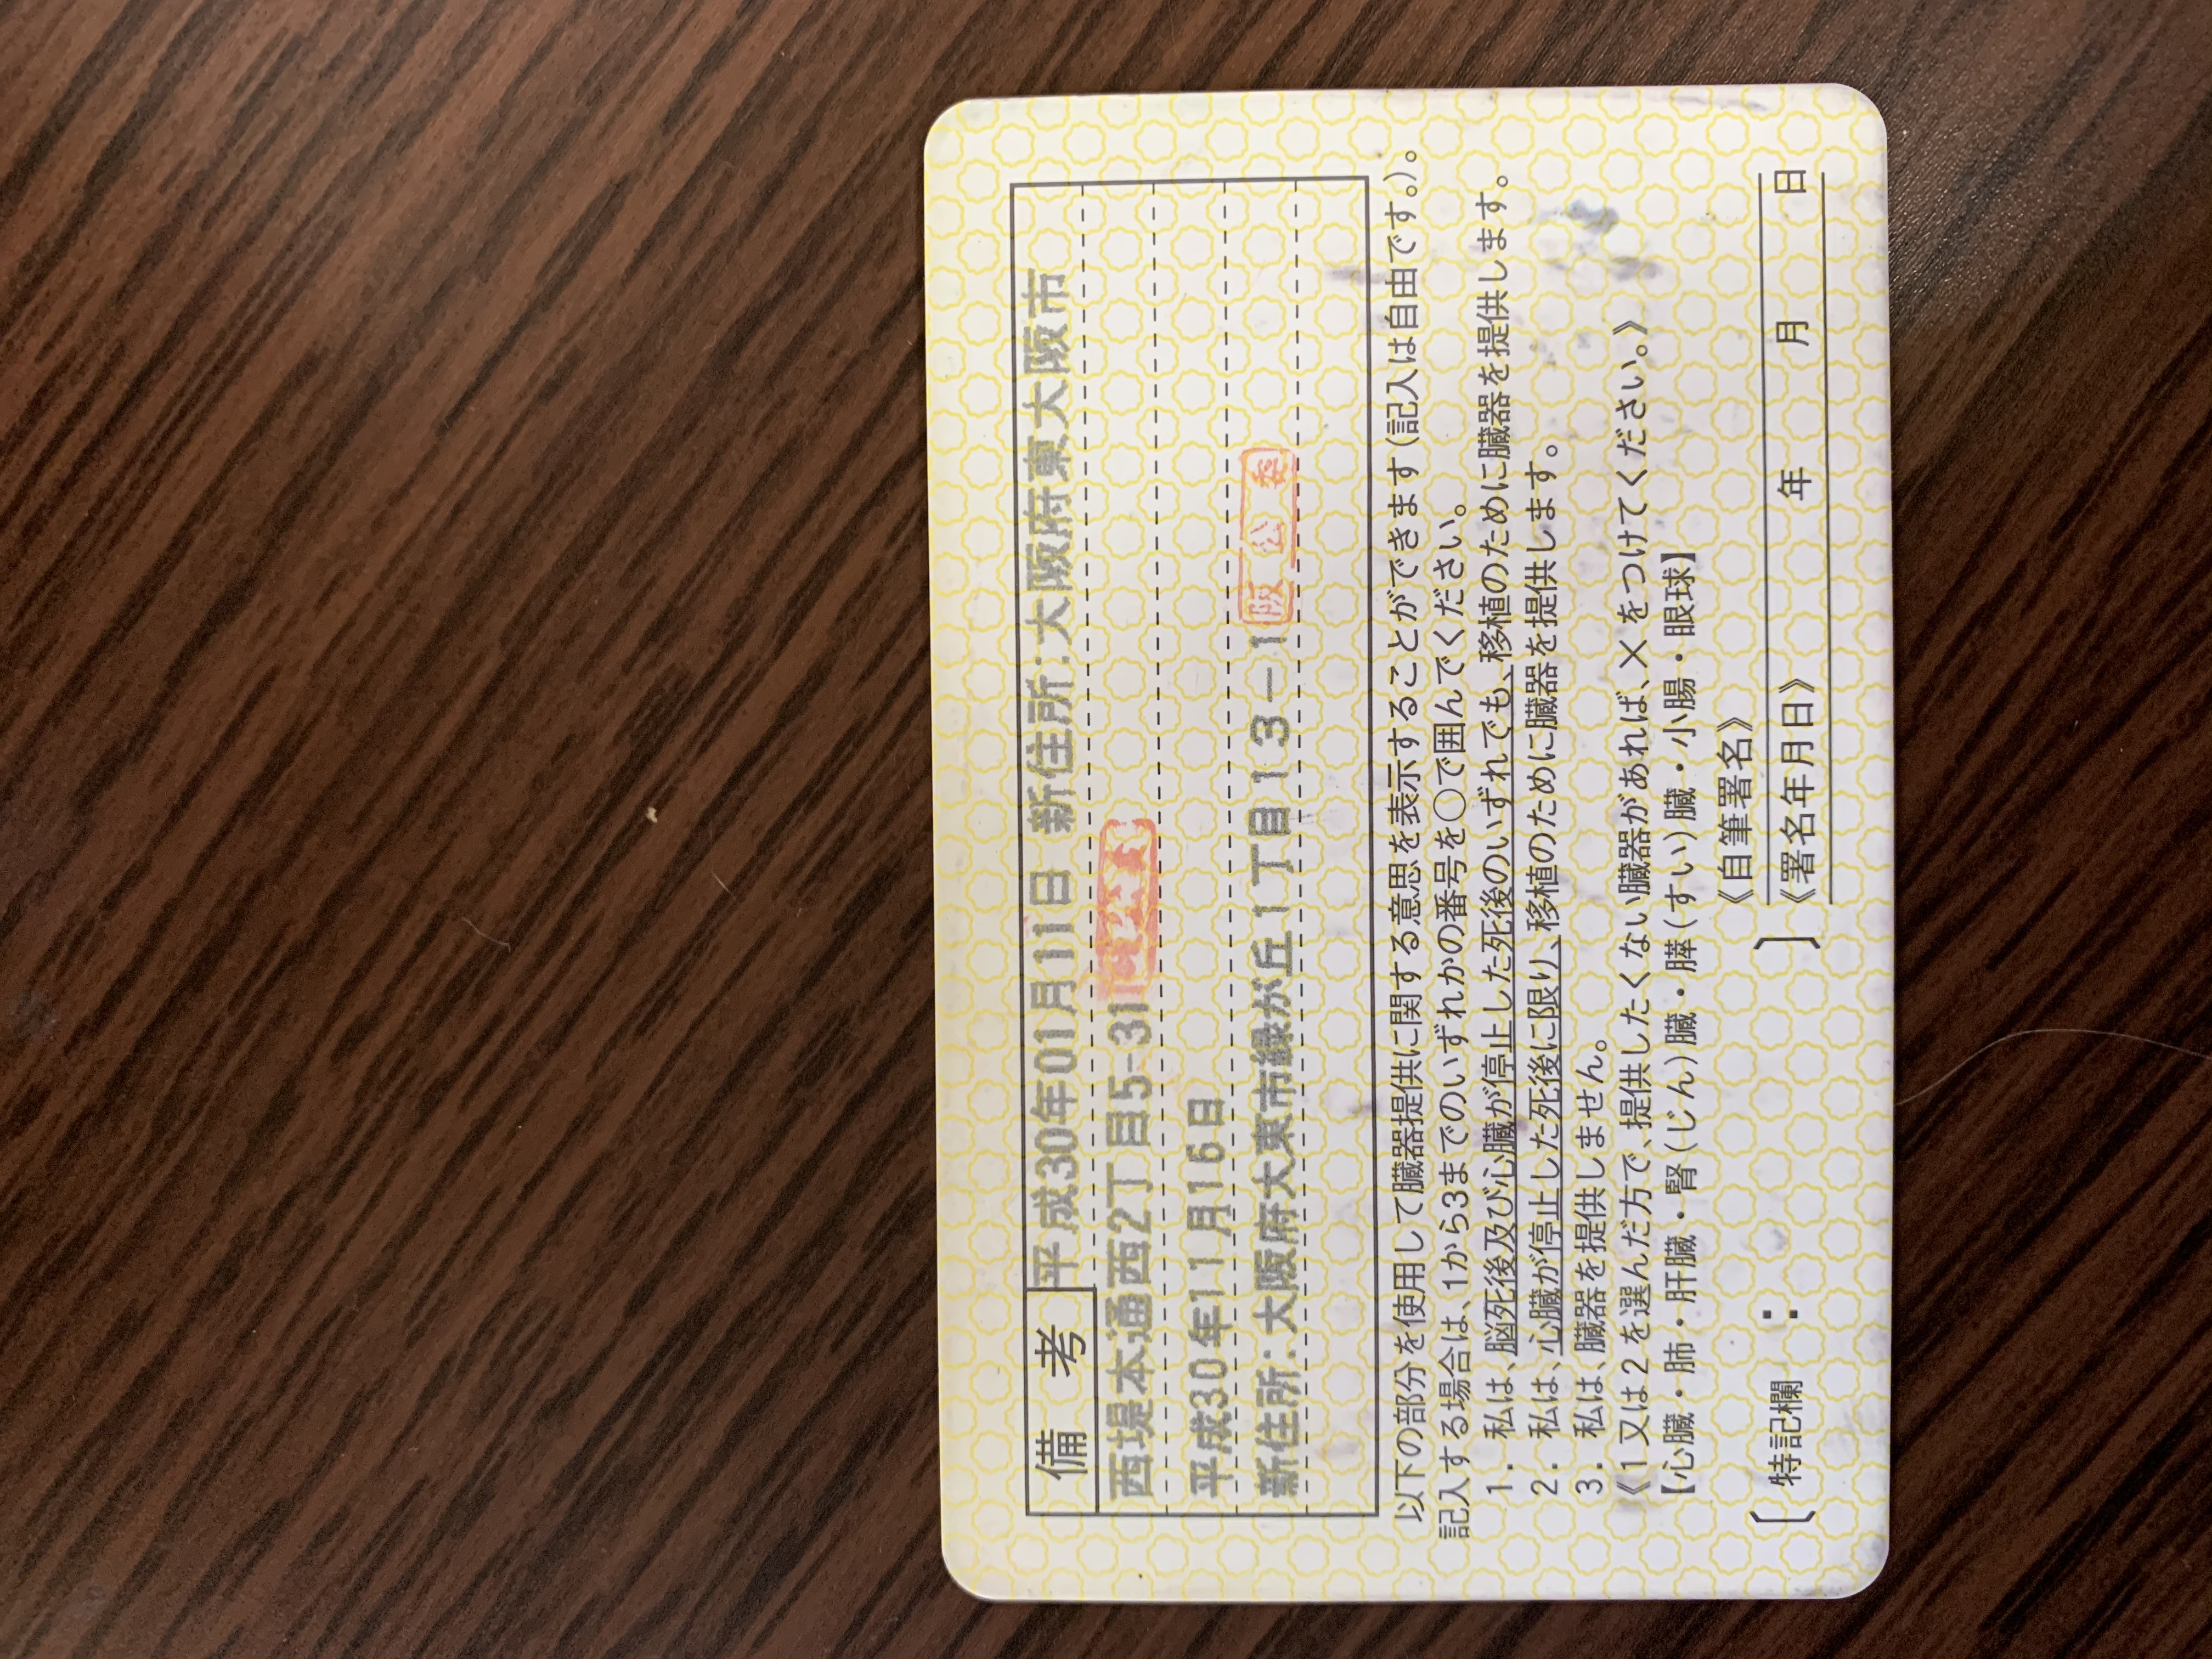 備考 平成30年01月11日 新住所:大阪府東大阪市
西堤本通西2丁目5-31
平成30年11月16日
新住所:大阪府大東市緑が丘1丁目13-1 阪公
以下の部分を使用して臓器提供に関する意思を表示することができます(記入は自由です。)。
記入する場合は、1から3までのいずれかの番号を〇で囲んでください。
1. 私は、脳死後及び心臓が停止した死後のいずれでも、移植のために臓器を提供します。
2. 私は、心臓が停止した死後に限り、移植のために臓器を提供します。
3. 私は、臓器を提供しません。
《1又は2を選んだ方で、提供したくない臓器があれば、×をつけてください。》
【心臓・肺・肝臓・腎(じん)臓・膵(すい)臓・小腸・眼球】
《自筆署名》
〔特記欄: 〕《署名年月日》 年 月 日